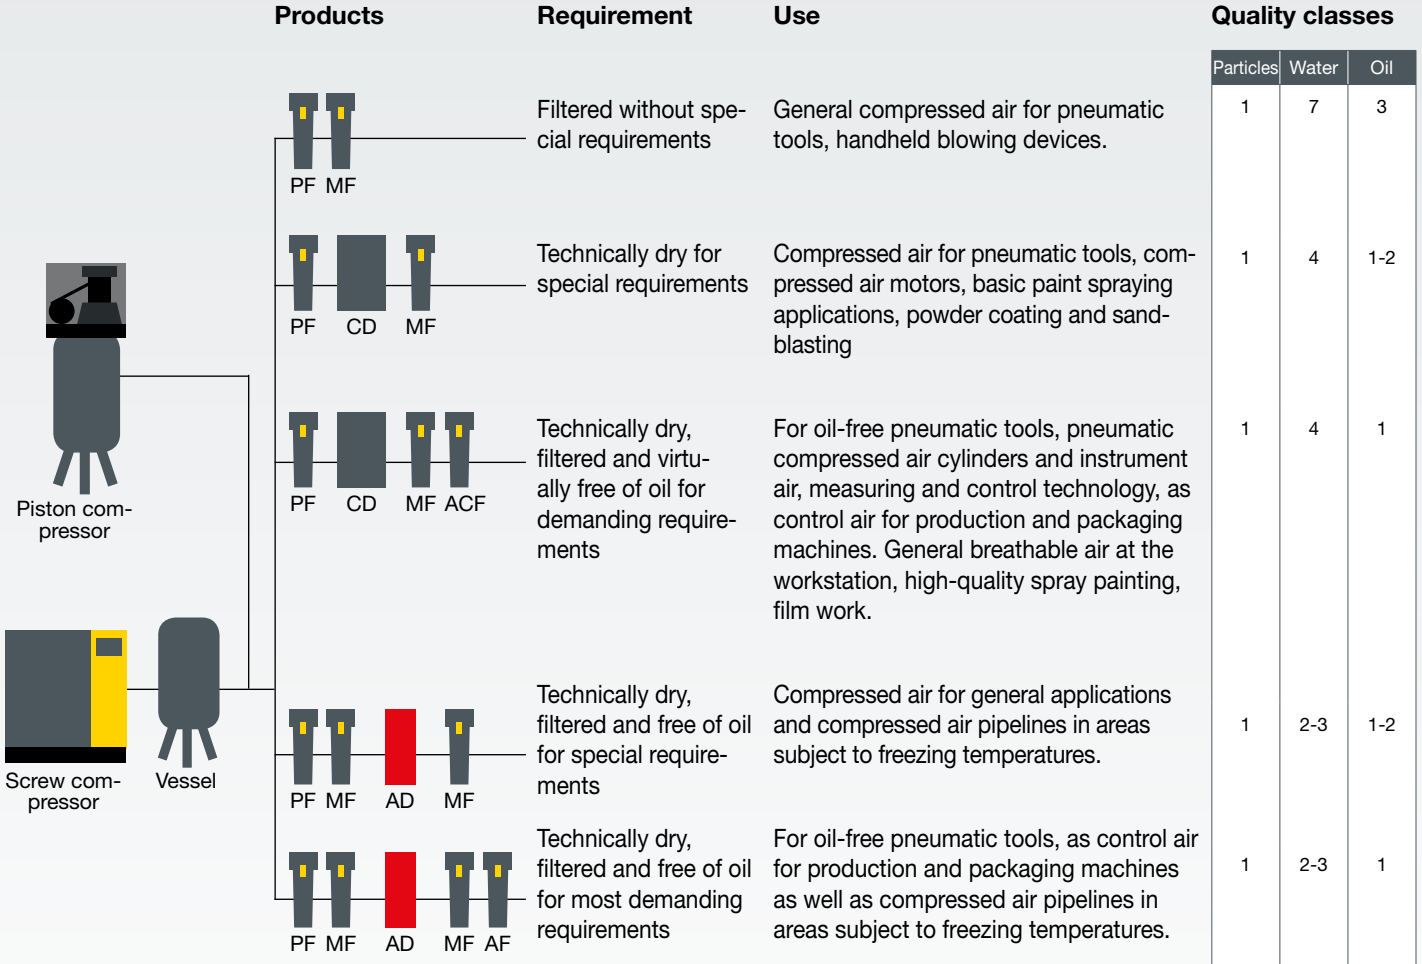 Products
Requirement
Use
Quality classes
Particles
Water
Oil
PF MF
Filtered without spe-
cial requirements
General compressed air for pneumatic
tools, handheld blowing devices.
1
7
3
PF
CD
MF
Technically dry for
special requirements
Compressed air for pneumatic tools, com-
pressed air motors, basic paint spraying
applications, powder coating and sand-
blasting
1
4
1-2
Piston com-
pressor
PF
CD
MF ACF
Technically dry,
filtered and virtu-
ally free of oil for
demanding require-
ments
For oil-free pneumatic tools, pneumatic
compressed air cylinders and instrument
air, measuring and control technology, as
control air for production and packaging
machines. General breathable air at the
workstation, high-quality spray painting,
film work.
1
4
1
Screw com-
pressor
Vessel
PF MF
AD
MF
Technically dry,
filtered and free of oil
for special require-
ments
Compressed air for general applications
and compressed air pipelines in areas
subject to freezing temperatures.
1
2-3
1-2
PF MF
AD
MF AF
Technically dry,
filtered and free of oil
for most demanding
requirements
For oil-free pneumatic tools, as control air
for production and packaging machines
as well as compressed air pipelines in
areas subject to freezing temperatures.
1
2-3
1